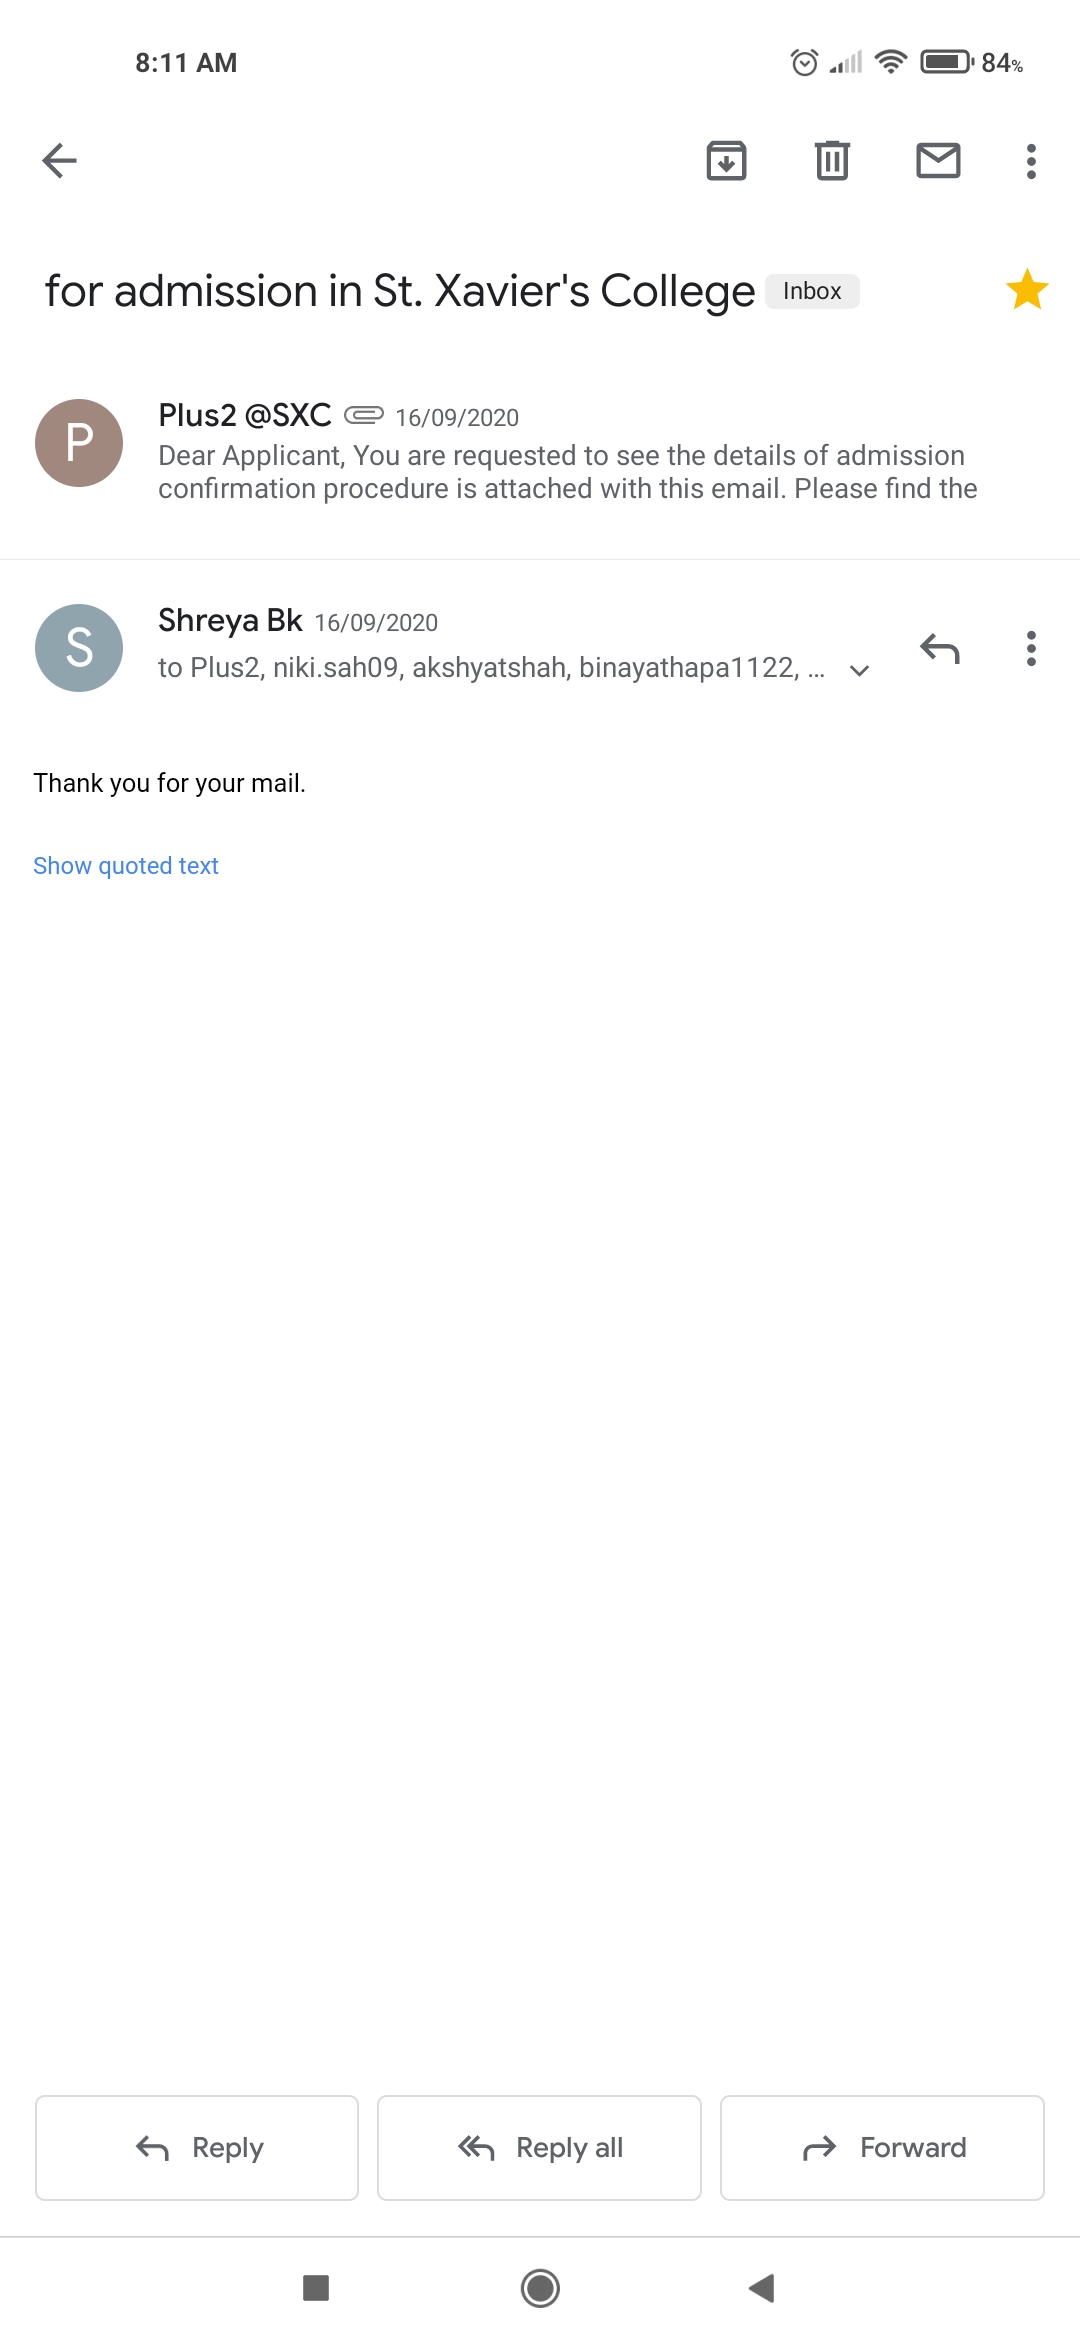 8:11 AM
84%
for admission in St. Xavier's College Inbox
P
Plus2 @SXC 16/09/2020
Dear Applicant, You are requested to see the details of admission
confirmation procedure is attached with this email. Please find the
S
Shreya Bk 16/09/2020
to Plus2, niki.sah09, akshyatshah, binayathapa1122, ...
Thank you for your mail.
Show quoted text
Reply Reply all Forward